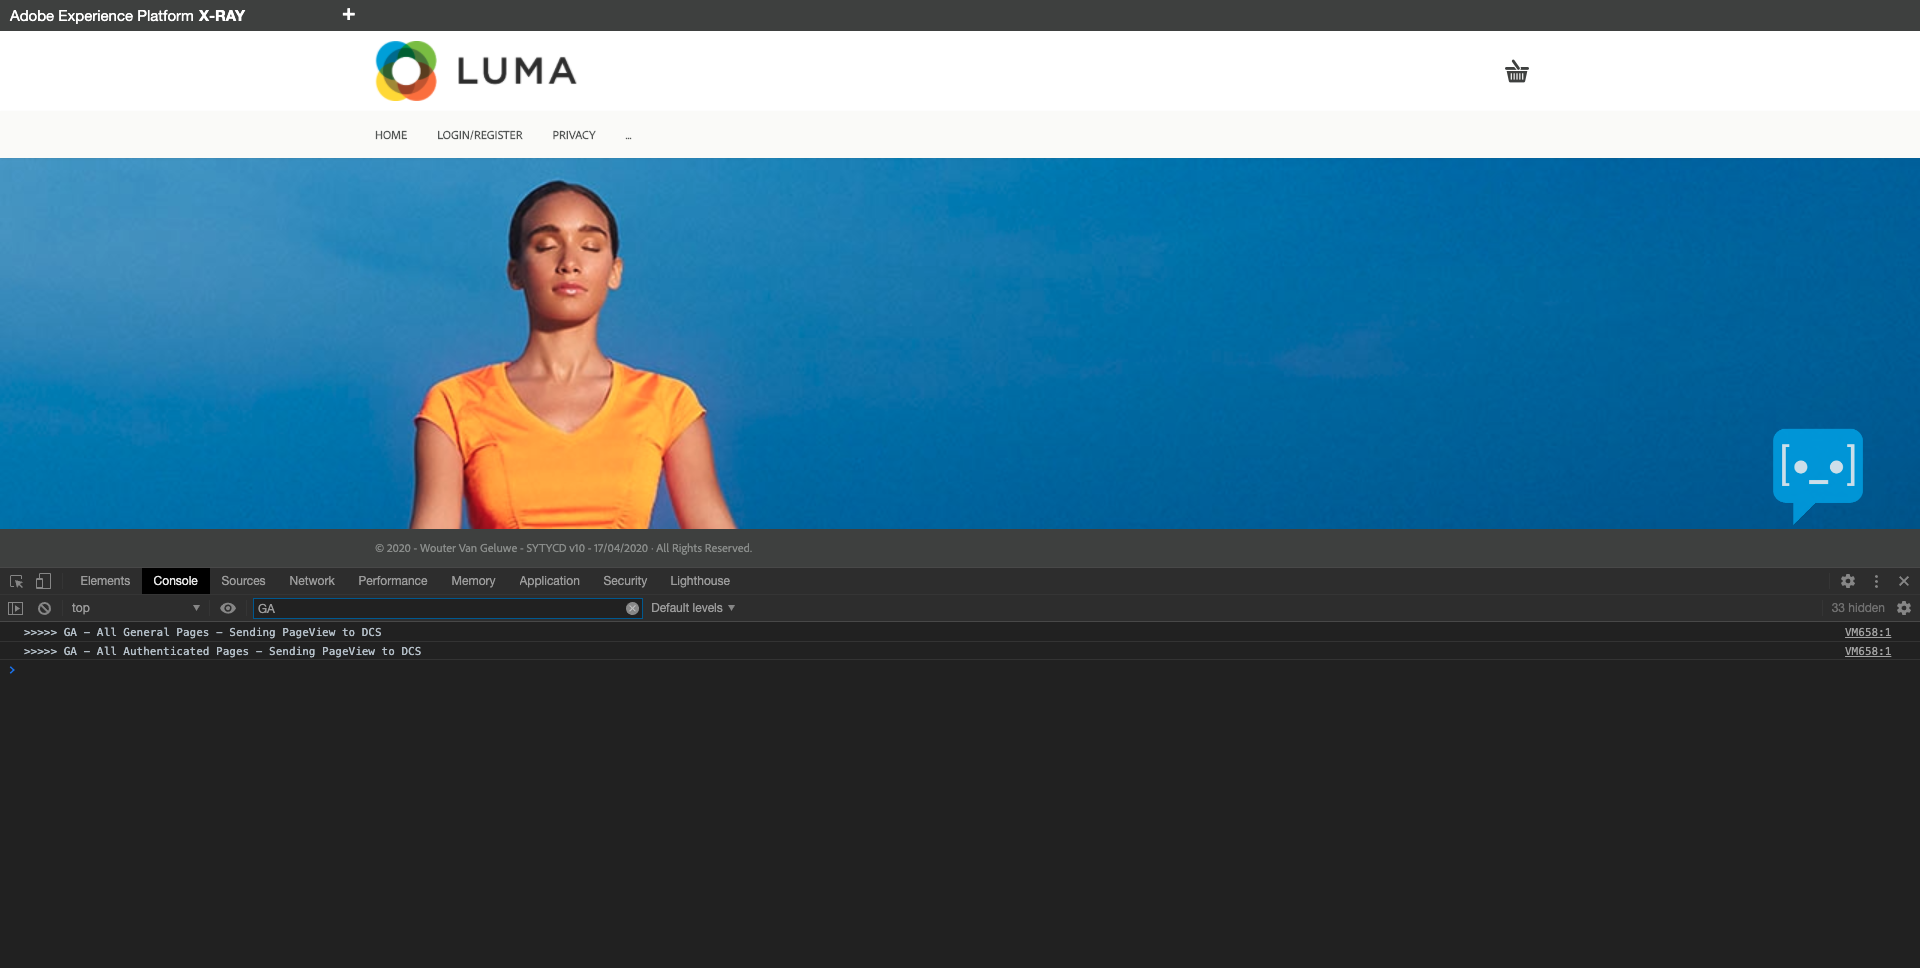 Adobe Experience Platform X-RAY
LUMA
HOME LOGIN/REGISTER PRIVACY ...
[•_•]
© 2020 - Wouter Van Geluwe - SYTYCD v10 - 17/04/2020 · All Rights Reserved.
Elements Console Sources Network Performance Memory Application Security Lighthouse
top GA Default levels 33 hidden
>>>>> GA – All General Pages – Sending PageView to DCS VM658:1
>>>>> GA – All Authenticated Pages – Sending PageView to DCS VM658:1